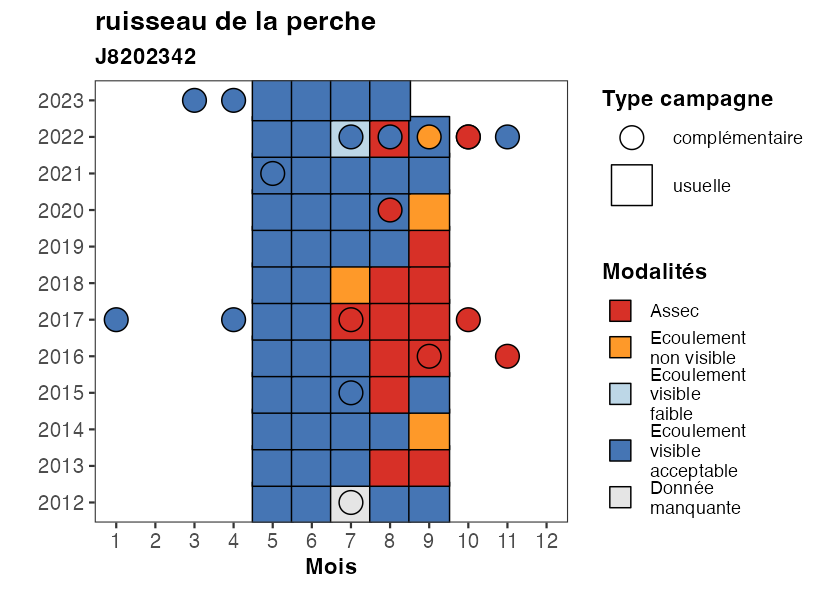 ruisseau de la perche
J8202342
2023
2022
2021
2020
2019
2018
2017
2016
2015
2014
2013
2012
1 2 3 4 5 6 7 8 9 10 11 12
Mois
Type campagne
complémentaire
usuelle
Modalités
Assec
Ecoulement
non visible
Ecoulement
visible
faible
Ecoulement
visible
acceptable
Donnée
manquante